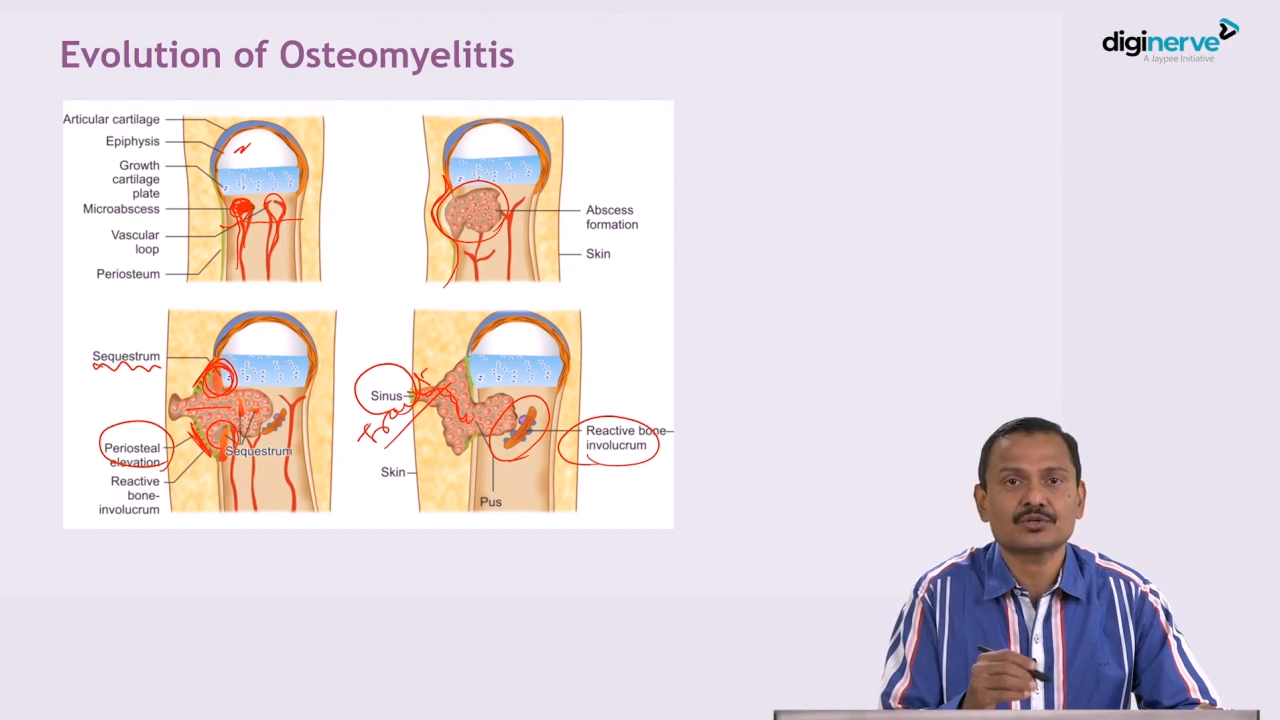 Evolution of Osteomyelitis
diginerve
A Jaypee Initiative
Articular cartilage
Epiphysis
Growth
cartilage
plate
Microabscess
Vascular
loop
Periosteum
Abscess
formation
Skin
Sequestrum
Periosteal
elevation
Reactive
bone-
involucrum
Sequestrum
Sinus
Skin
Pus
Reactive bone-
involucrum